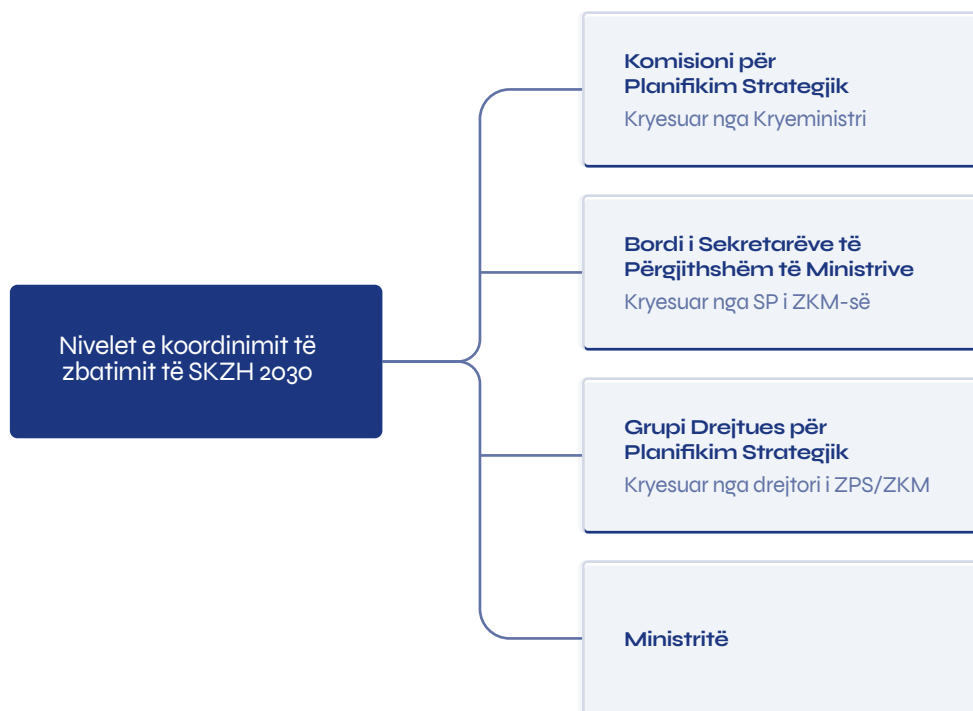 Komisioni për
Planifikim Strategjik
Kryesuar nga Kryeministri
Bordi i Sekretarëve të
Përgjithshëm të Ministrive
Kryesuar nga SP i ZKM-së
Nivelet e koordinimit të
zbatimit të SKZH 2030
Grupi Drejtues për
Planifikim Strategjik
Kryesuar nga drejtori i ZPS/ZKM
Ministritë